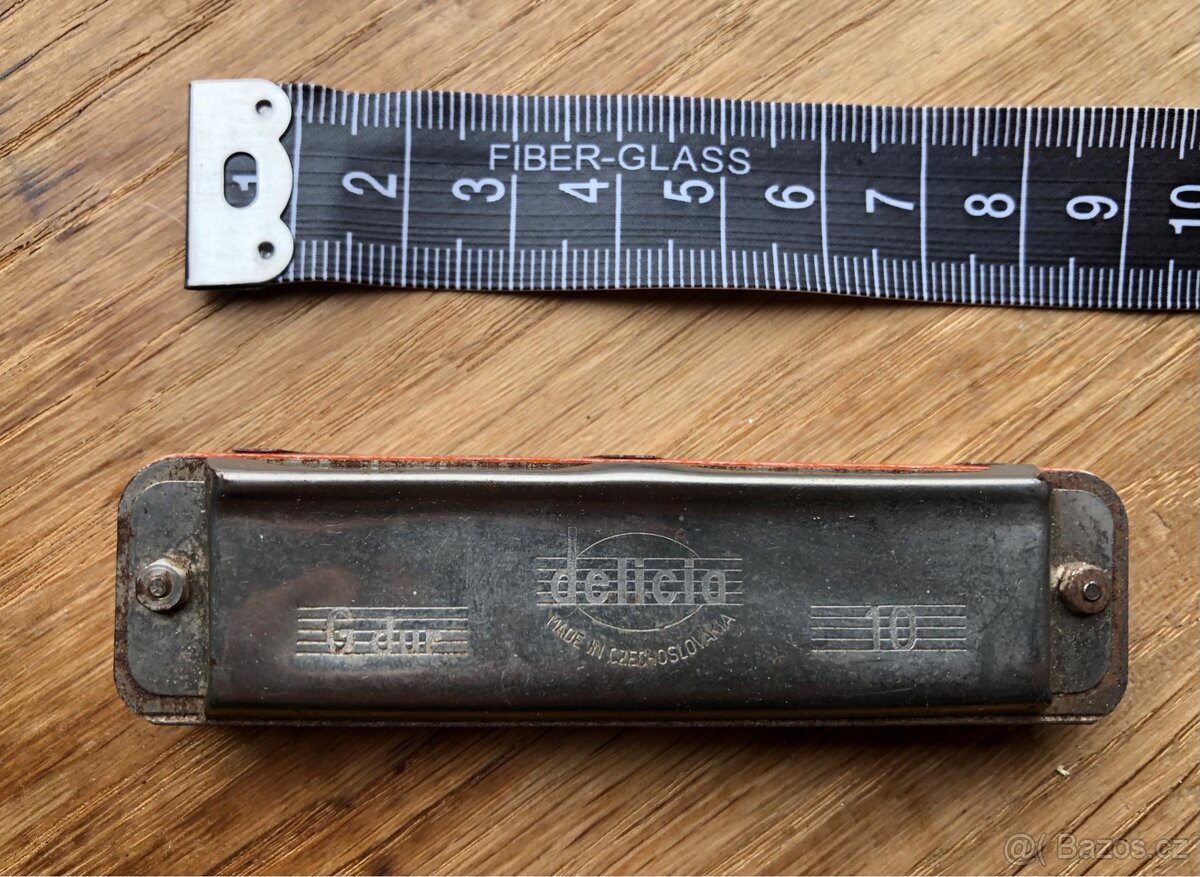 FIBER-GLASS
1 2 3 4 5 6 7 8 9 10
delicia
MADE IN CZECHOSLOVAKIA
G dur
10
@( Bazos.cz